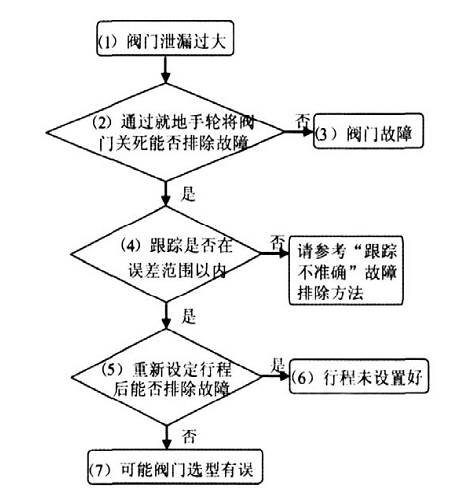 (1) 阀门泄漏过大
(2) 通过就地手轮将阀
门关死能否排除故障
否
(3) 阀门故障
是
(4) 跟踪是否在
误差范围以内
否
请参考“跟踪
不准确”故障
排除方法
是
(5) 重新设定行程
后能否排除故障
是
(6) 行程未设置好
否
(7) 可能阀门选型有误